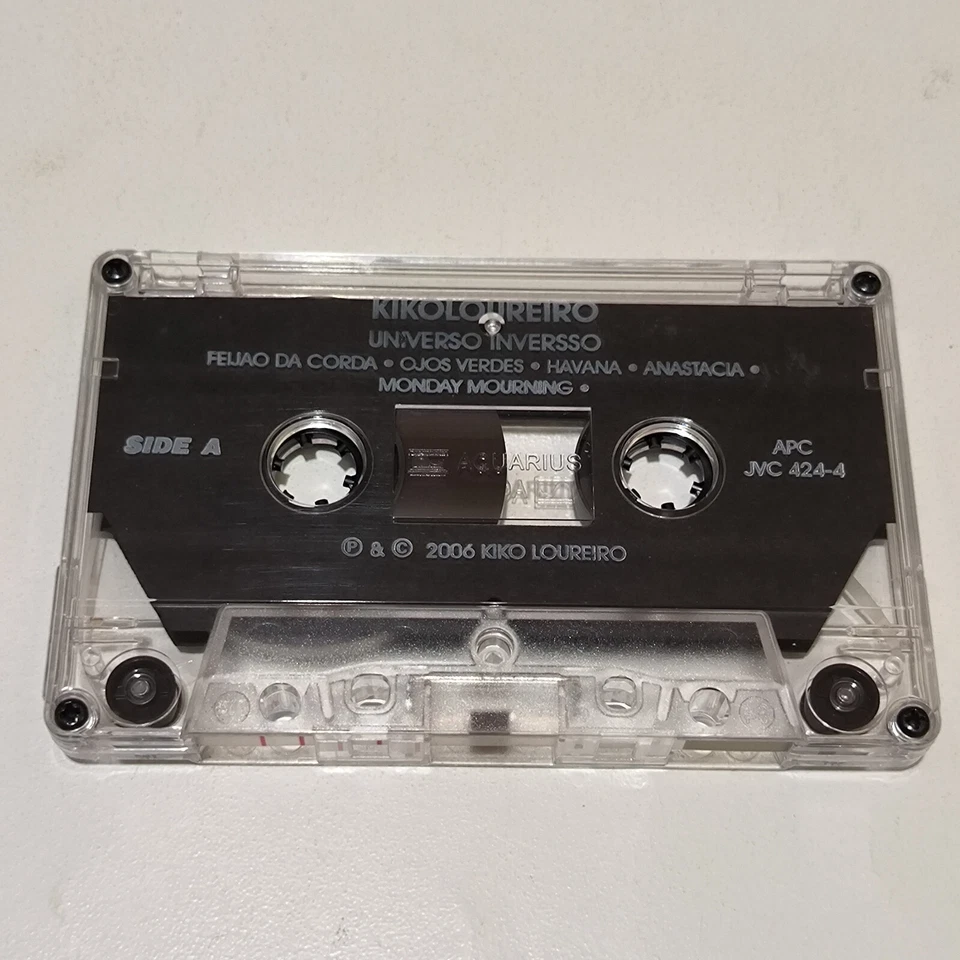 KIKOLOUREIRO
UNIVERSO INVERSSO
FEIJAO DA CORDA • OJOS VERDES • HAVANA • ANASTACIA •
MONDAY MOURNING •
SIDE A
AQUARIUS
APC
JVC 424-4
Ⓟ & © 2006 KIKO LOUREIRO